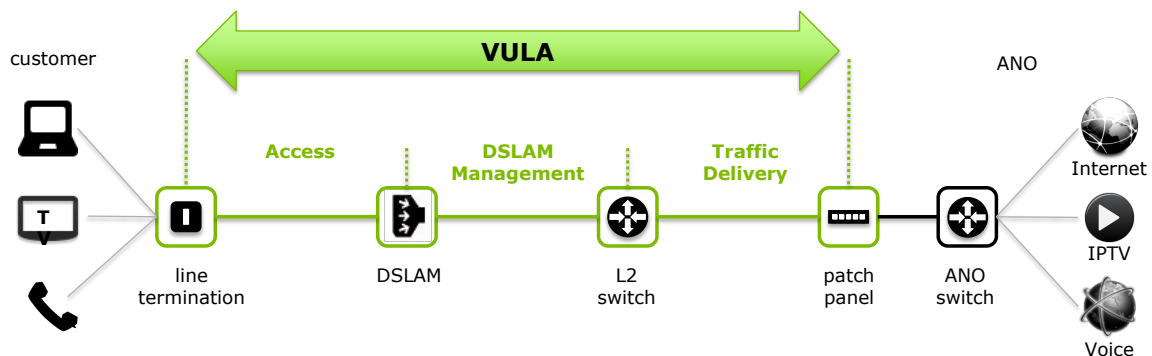 VULA
customer
ANO
Access
DSLAM
Management
Traffic
Delivery
T
V
Internet
IPTV
Voice
line
termination
DSLAM
L2
switch
patch
panel
ANO
switch